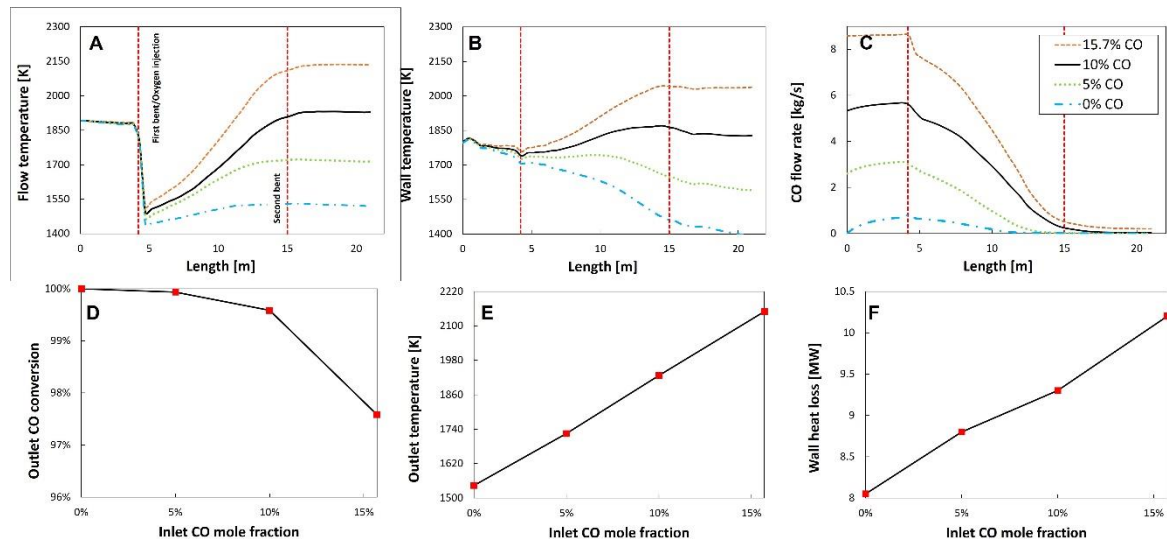 A
Flow temperature [K]
2300
2150
2000
1850
1700
1550
1400
First bent/Oxygen injection
Second bent
0
5
10
15
20
Length [m]
B
Wall temperature [K]
2300
2150
2000
1850
1700
1550
1400
0
5
10
15
20
Length [m]
C
CO flow rate [kg/s]
8
6
4
2
0
15.7% CO
10% CO
5% CO
0% CO
0
5
10
15
20
Length [m]
D
Outlet CO conversion
100%
99%
98%
97%
96%
0%
5%
10%
15%
Inlet CO mole fraction
E
Outlet temperature [K]
2220
2100
1980
1860
1740
1620
1500
0%
5%
10%
15%
Inlet CO mole fraction
F
Wall heat loss [MW]
10.5
10
9.5
9
8.5
8
0%
5%
10%
15%
Inlet CO mole fraction